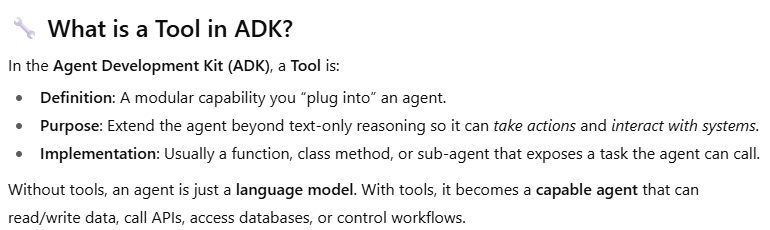 🔧 What is a Tool in ADK?
In the Agent Development Kit (ADK), a Tool is:
• Definition: A modular capability you “plug into” an agent.
• Purpose: Extend the agent beyond text-only reasoning so it can take actions and interact with systems.
• Implementation: Usually a function, class method, or sub-agent that exposes a task the agent can call.
Without tools, an agent is just a language model. With tools, it becomes a capable agent that can
read/write data, call APIs, access databases, or control workflows.